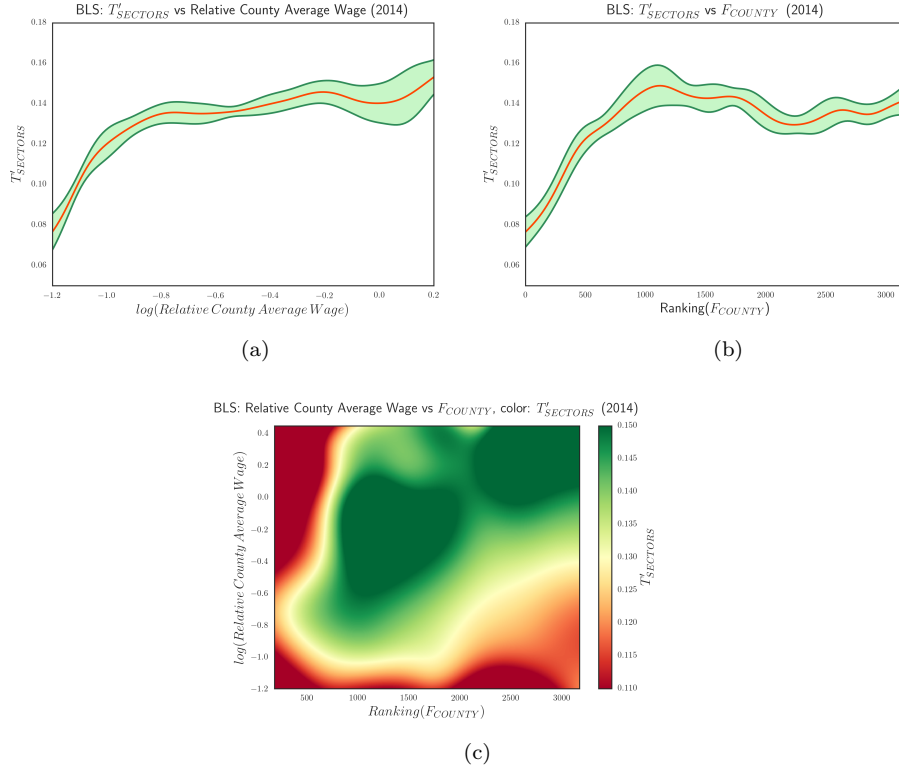 BLS: T′SECTORS vs Relative County Average Wage (2014)
0.18
0.16
0.14
0.12
0.10
0.08
0.06
T′SECTORS
−1.2 −1.0 −0.8 −0.6 −0.4 −0.2 0.0 0.2
log(Relative County Average Wage)
(a)
BLS: T′SECTORS vs FCOUNTY (2014)
0.18
0.16
0.14
0.12
0.10
0.08
0.06
T′SECTORS
0 500 1000 1500 2000 2500 3000
Ranking(FCOUNTY)
(b)
BLS: Relative County Average Wage vs FCOUNTY, color: T′SECTORS (2014)
0.4
0.2
0.0
−0.2
−0.4
−0.6
−0.8
−1.0
−1.2
log(Relative County Average Wage)
500 1000 1500 2000 2500 3000
Ranking(FCOUNTY)
0.150
0.145
0.140
0.135
0.130
0.125
0.120
0.115
0.110
T′SECTORS
(c)